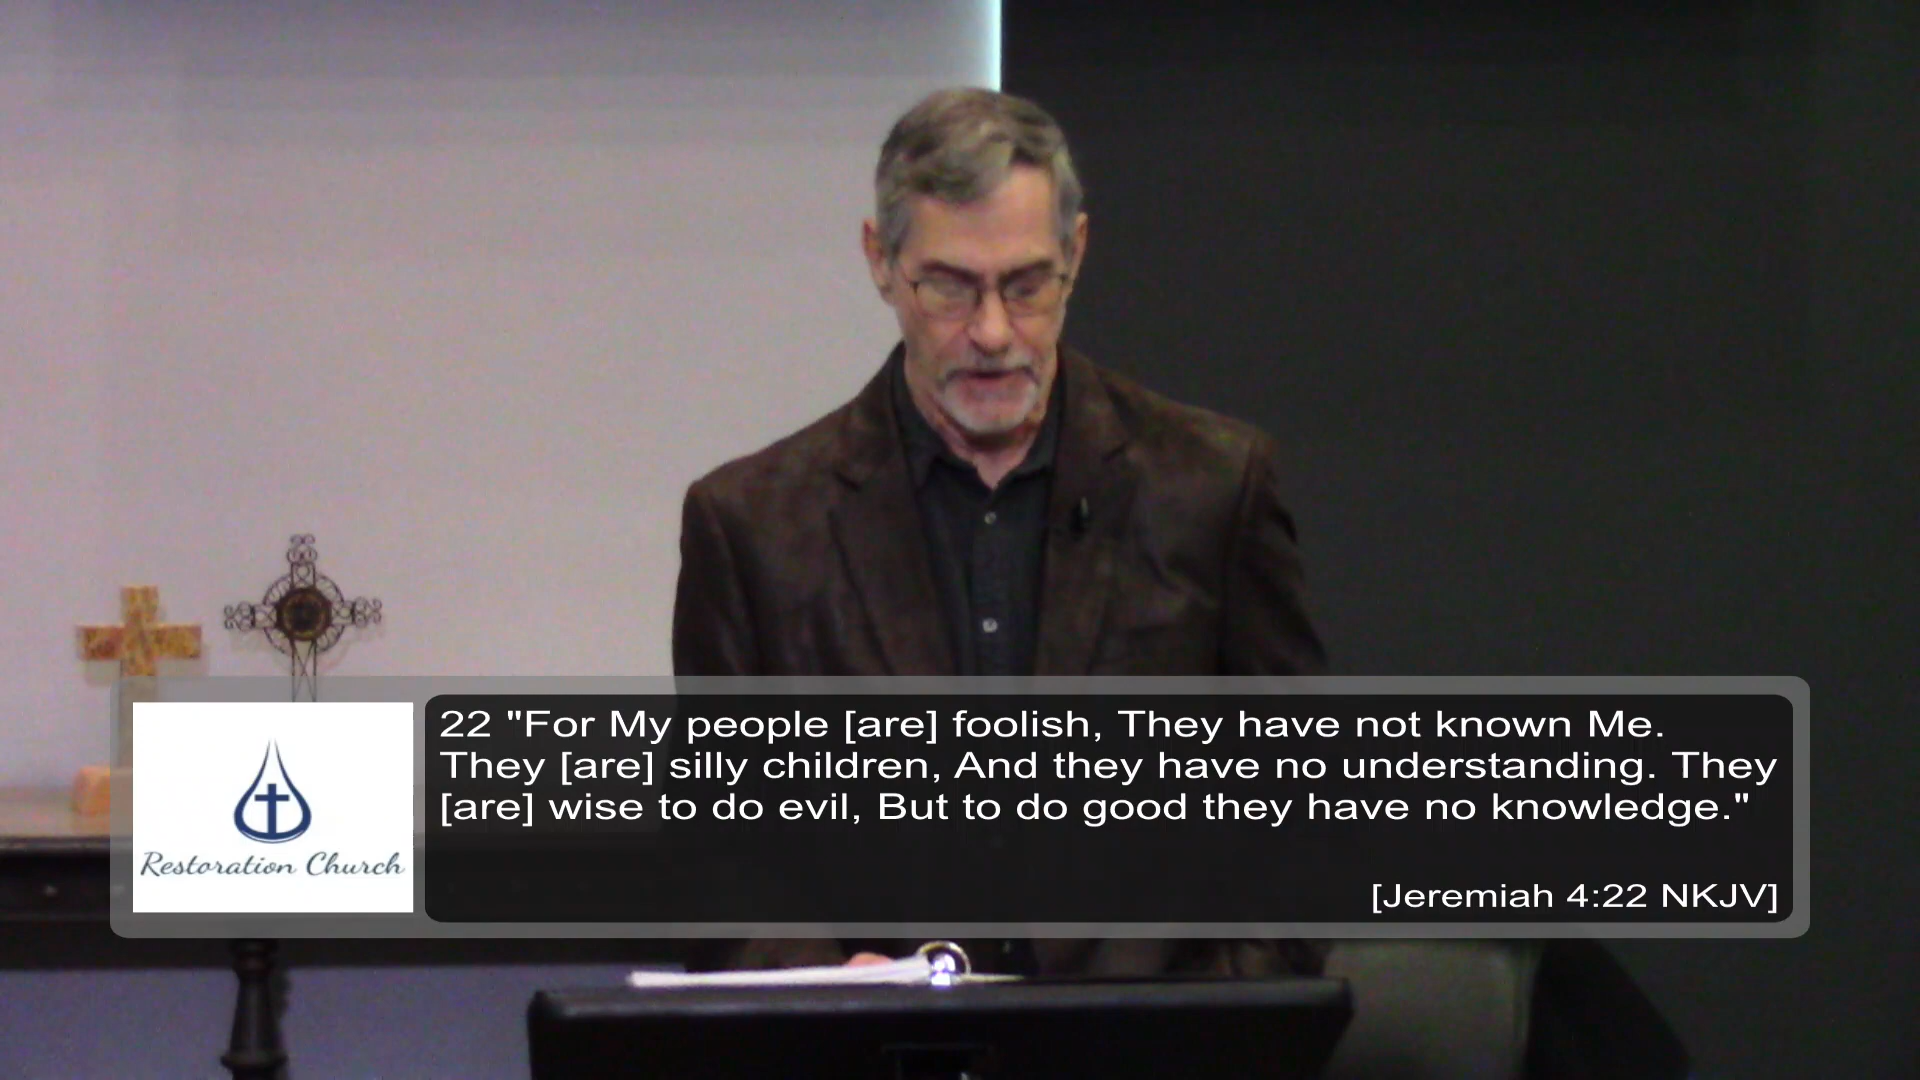 22 "For My people [are] foolish, They have not known Me.
They [are] silly children, And they have no understanding. They
[are] wise to do evil, But to do good they have no knowledge."
[Jeremiah 4:22 NKJV]
Restoration Church